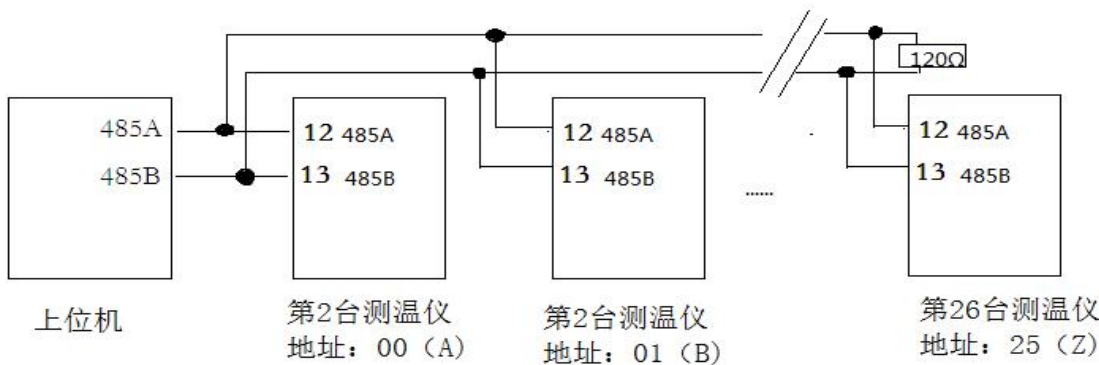 120Ω
485A
485B
12 485A
13 485B
12 485A
13 485B
......
12 485A
13 485B
上位机
第2台测温仪
地址：00（A）
第2台测温仪
地址：01（B）
第26台测温仪
地址：25（Z）